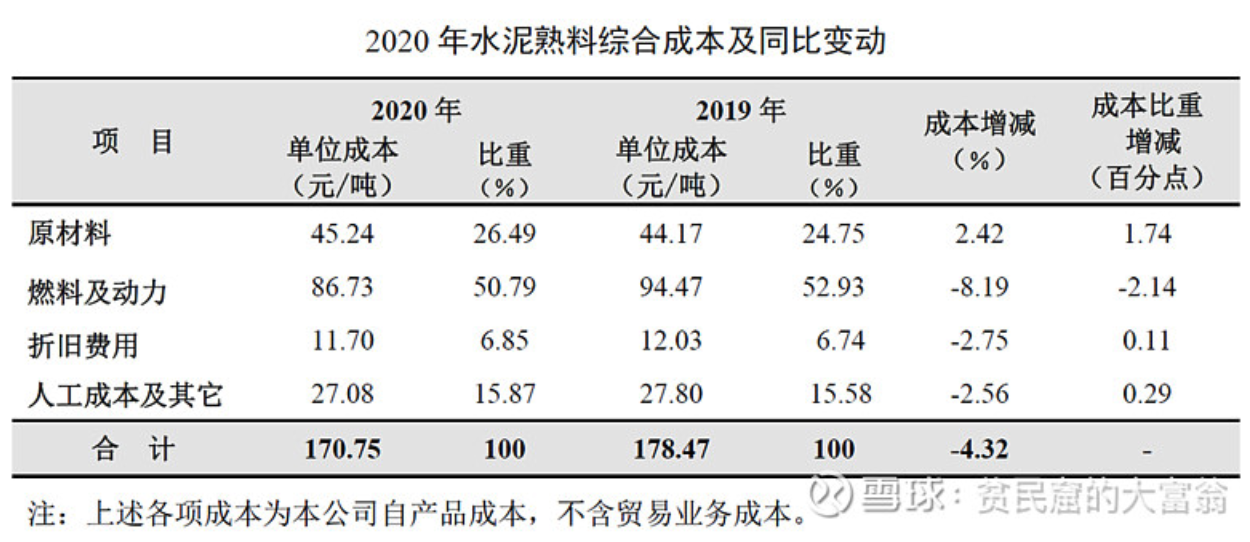 2020 年水泥熟料综合成本及同比变动
项 目 2020 年 2019 年 成本增减（%） 成本比重增减（百分点）
单位成本（元/吨） 比重（%） 单位成本（元/吨） 比重（%）
原材料 45.24 26.49 44.17 24.75 2.42 1.74
燃料及动力 86.73 50.79 94.47 52.93 -8.19 -2.14
折旧费用 11.70 6.85 12.03 6.74 -2.75 0.11
人工成本及其它 27.08 15.87 27.80 15.58 -2.56 0.29
合 计 170.75 100 178.47 100 -4.32 -
注：上述各项成本为本公司自产品成本，不含贸易业务成本。
雪球：贫民窟的大富翁